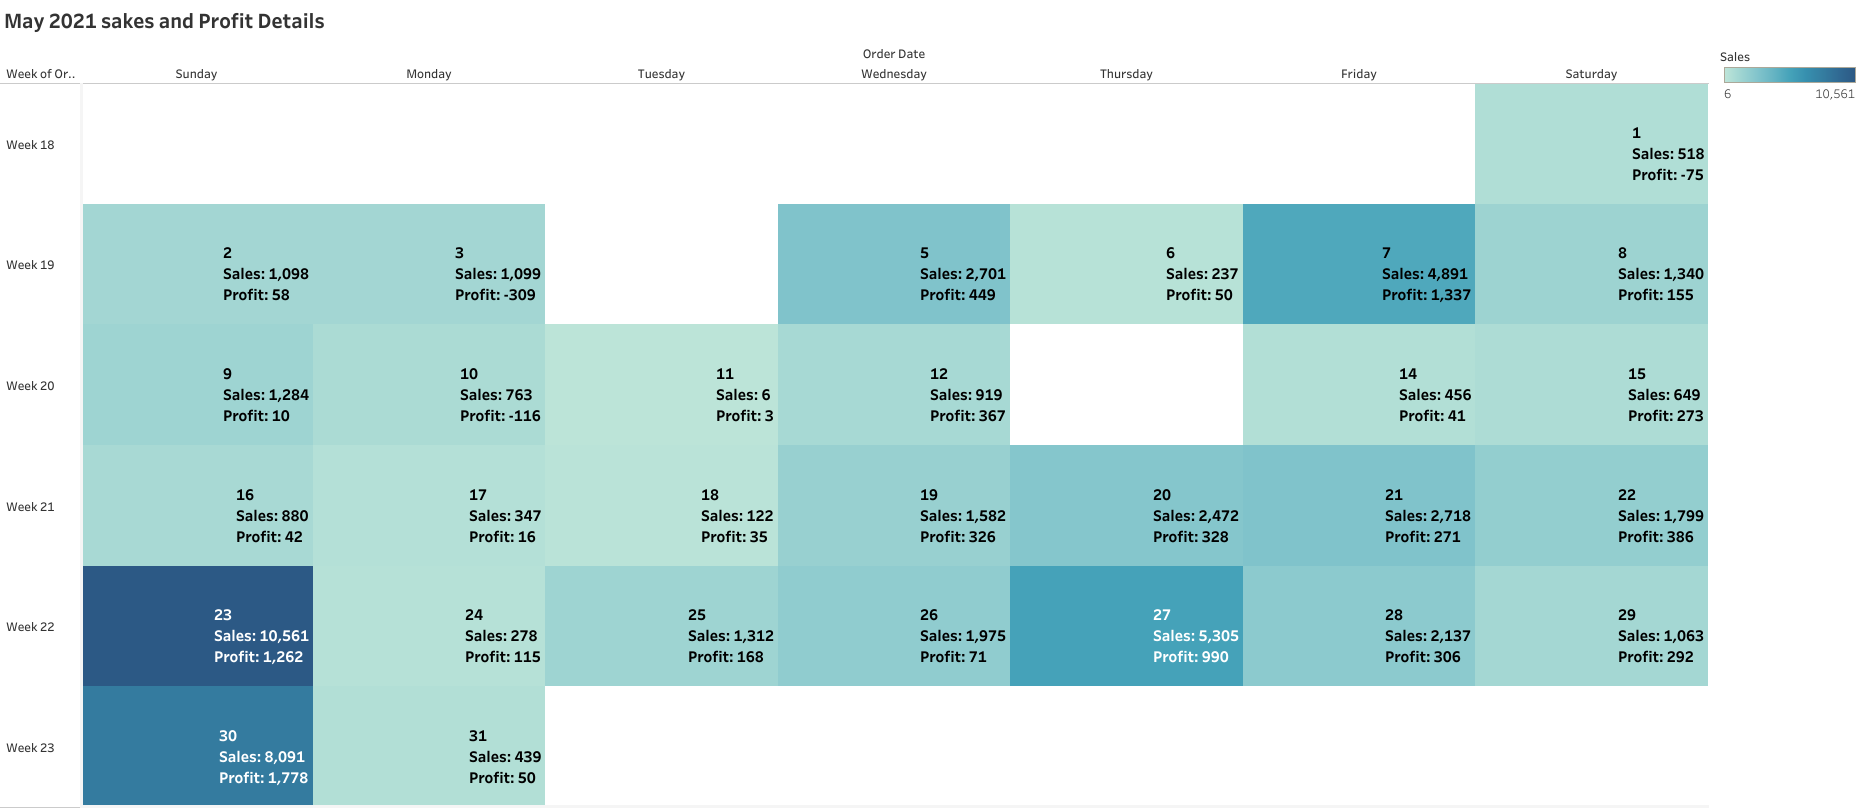 May 2021 sakes and Profit Details
Order Date
Week of Or..
Sunday
Monday
Tuesday
Wednesday
Thursday
Friday
Saturday
Sales
6
10,561
Week 18
1
Sales: 518
Profit: -75
Week 19
2
Sales: 1,098
Profit: 58
3
Sales: 1,099
Profit: -309
5
Sales: 2,701
Profit: 449
6
Sales: 237
Profit: 50
7
Sales: 4,891
Profit: 1,337
8
Sales: 1,340
Profit: 155
Week 20
9
Sales: 1,284
Profit: 10
10
Sales: 763
Profit: -116
11
Sales: 6
Profit: 3
12
Sales: 919
Profit: 367
14
Sales: 456
Profit: 41
15
Sales: 649
Profit: 273
Week 21
16
Sales: 880
Profit: 42
17
Sales: 347
Profit: 16
18
Sales: 122
Profit: 35
19
Sales: 1,582
Profit: 326
20
Sales: 2,472
Profit: 328
21
Sales: 2,718
Profit: 271
22
Sales: 1,799
Profit: 386
Week 22
23
Sales: 10,561
Profit: 1,262
24
Sales: 278
Profit: 115
25
Sales: 1,312
Profit: 168
26
Sales: 1,975
Profit: 71
27
Sales: 5,305
Profit: 990
28
Sales: 2,137
Profit: 306
29
Sales: 1,063
Profit: 292
Week 23
30
Sales: 8,091
Profit: 1,778
31
Sales: 439
Profit: 50